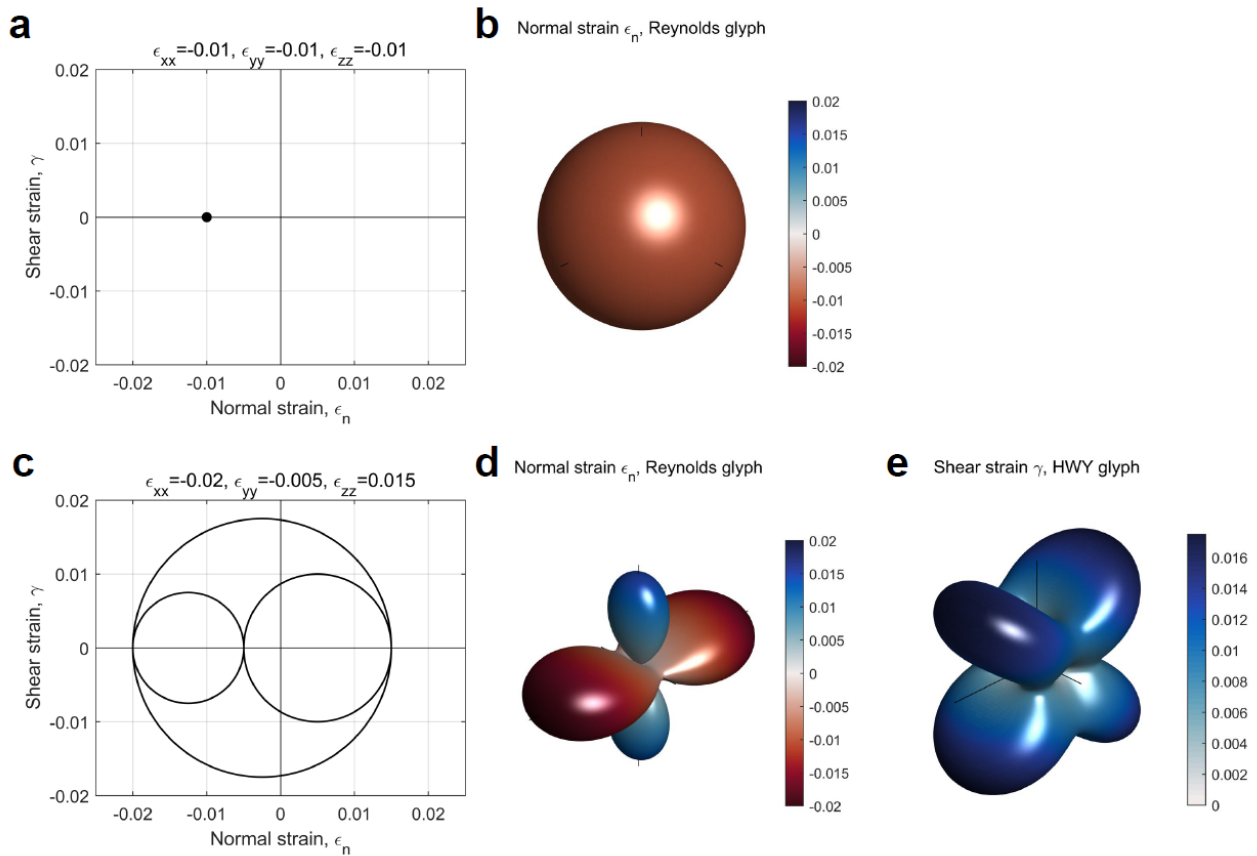 a
ϵxx=-0.01, ϵyy=-0.01, ϵzz=-0.01
0.02
0.01
0
-0.01
-0.02
Shear strain, γ
-0.02 -0.01 0 0.01 0.02
Normal strain, ϵn
b
Normal strain ϵn, Reynolds glyph
0.02
0.015
0.01
0.005
0
-0.005
-0.01
-0.015
-0.02
c
ϵxx=-0.02, ϵyy=-0.005, ϵzz=0.015
0.02
0.01
0
-0.01
-0.02
Shear strain, γ
-0.02 -0.01 0 0.01 0.02
Normal strain, ϵn
d
Normal strain ϵn, Reynolds glyph
0.02
0.015
0.01
0.005
0
-0.005
-0.01
-0.015
-0.02
e
Shear strain γ, HWY glyph
0.016
0.014
0.012
0.01
0.008
0.006
0.004
0.002
0